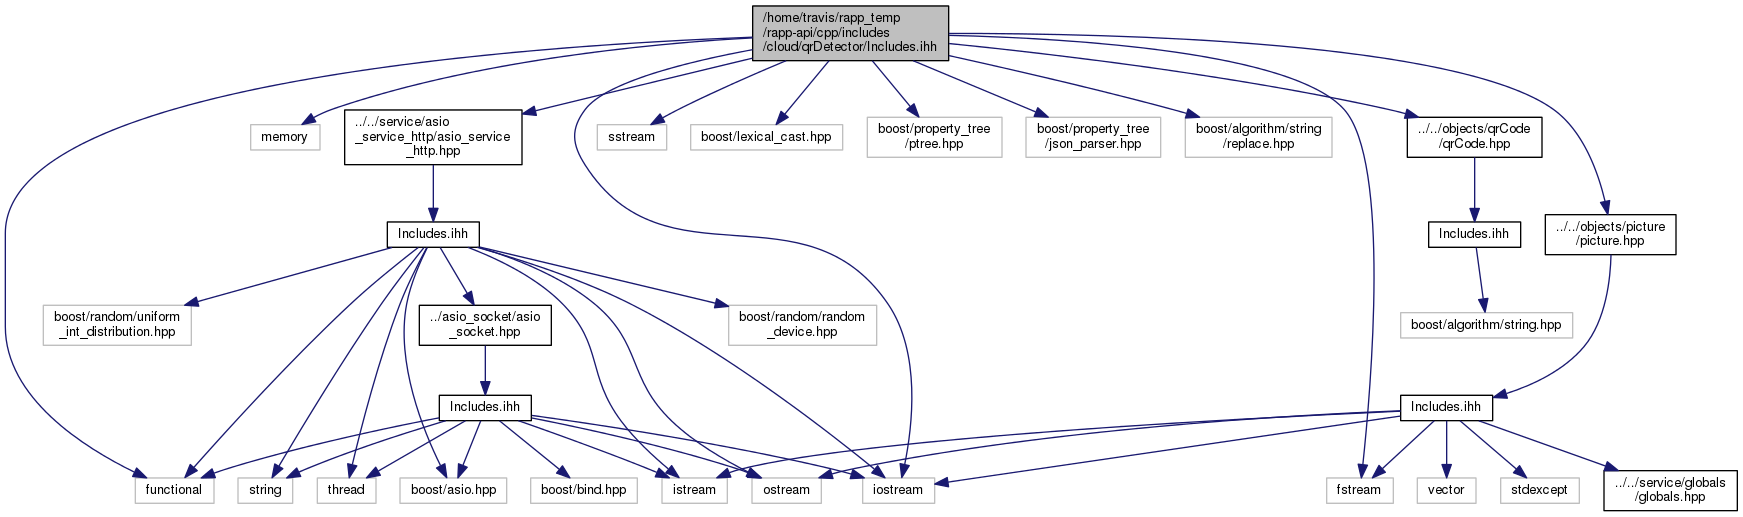 /home/travis/rapp_temp
/rapp-api/cpp/includes
/cloud/qrDetector/Includes.ihh
memory
../../service/asio
_service_http/asio_service
_http.hpp
sstream
boost/lexical_cast.hpp
boost/property_tree
/ptree.hpp
boost/property_tree
/json_parser.hpp
boost/algorithm/string
/replace.hpp
../../objects/qrCode
/qrCode.hpp
Includes.ihh
Includes.ihh
../../objects/picture
/picture.hpp
boost/random/uniform
_int_distribution.hpp
../asio_socket/asio
_socket.hpp
boost/random/random
_device.hpp
boost/algorithm/string.hpp
Includes.ihh
Includes.ihh
functional
string
thread
boost/asio.hpp
boost/bind.hpp
istream
ostream
iostream
fstream
vector
stdexcept
../../service/globals
/globals.hpp